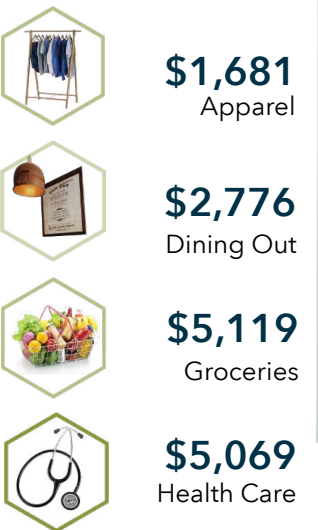 $1,681
Apparel
$2,776
Dining Out
$5,119
Groceries
$5,069
Health Care